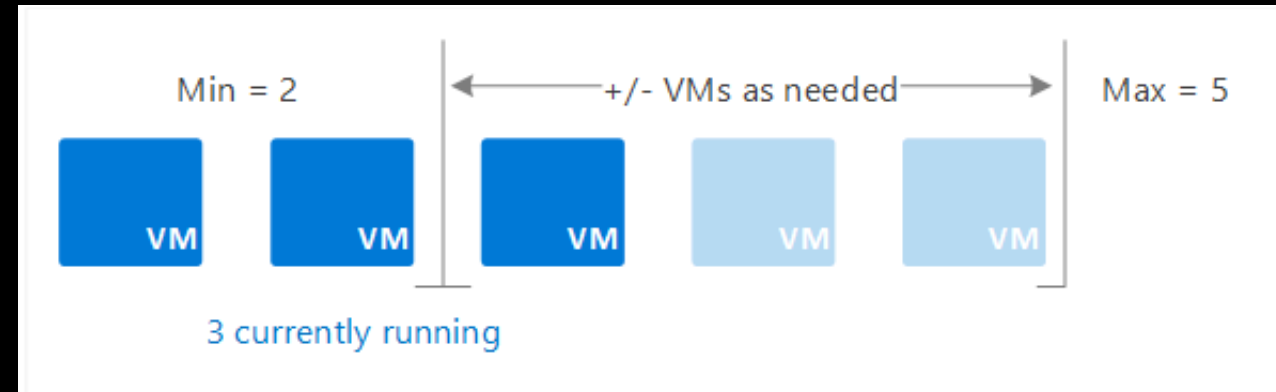 Min = 2
+/- VMs as needed
Max = 5
VM
VM
VM
VM
VM
3 currently running